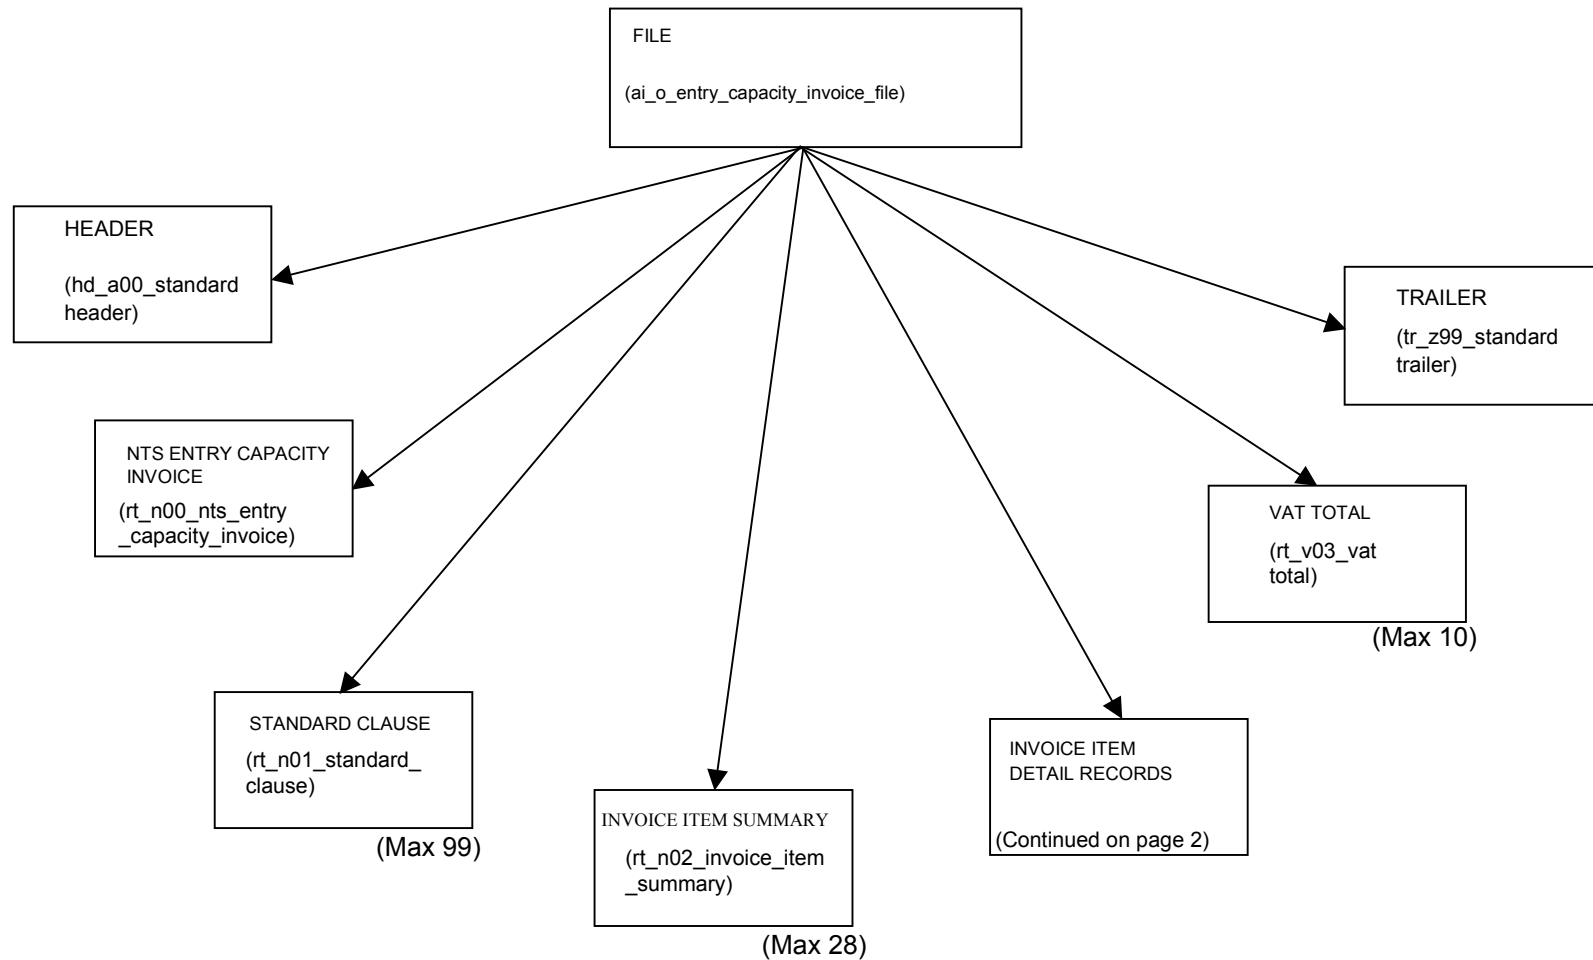 FILE
(ai_o_entry_capacity_invoice_file)
HEADER
(hd_a00_standard
header)
TRAILER
(tr_z99_standard
trailer)
NTS ENTRY CAPACITY
INVOICE
(rt_n00_nts_entry
_capacity_invoice)
VAT TOTAL
(rt_v03_vat
total)
(Max 10)
STANDARD CLAUSE
(rt_n01_standard_
clause)
(Max 99)
INVOICE ITEM SUMMARY
(rt_n02_invoice_item
_summary)
(Max 28)
INVOICE ITEM
DETAIL RECORDS
(Continued on page 2)